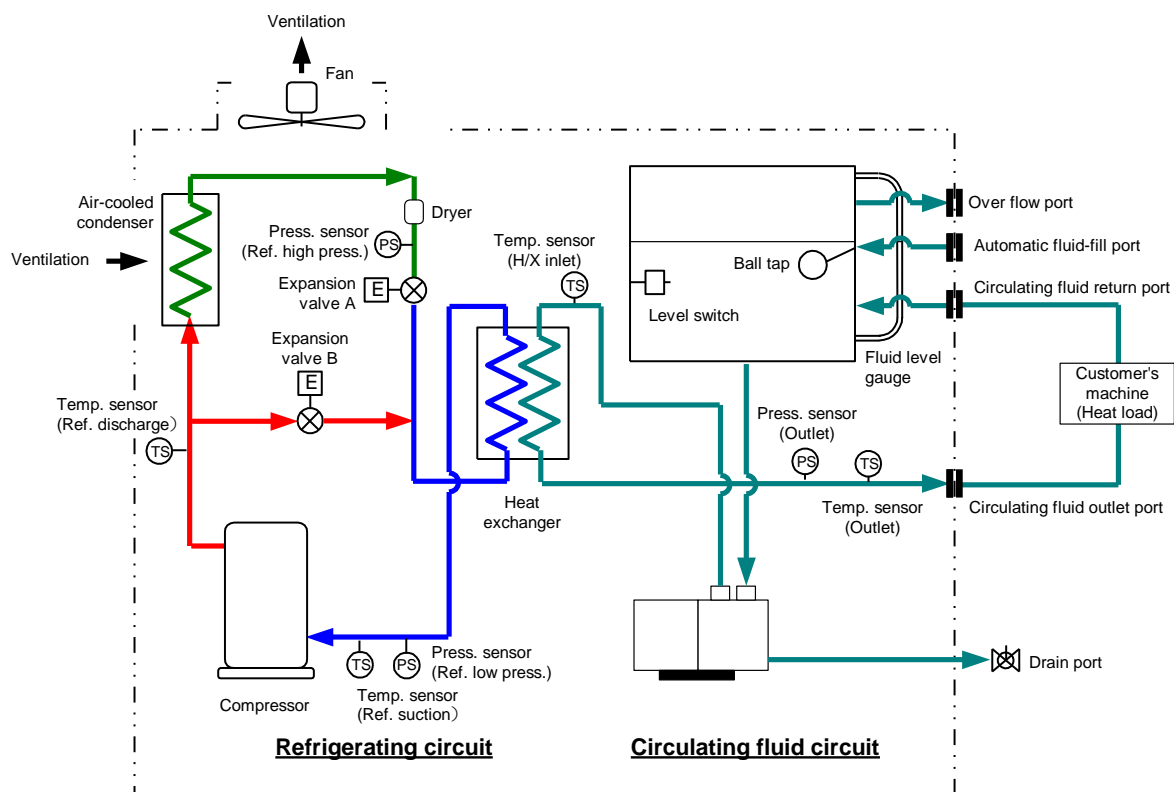 Ventilation
Fan
Air-cooled
condenser
Ventilation
Dryer
Press. sensor
(Ref. high press.)
PS
Expansion
valve A
E
Expansion
valve B
E
Temp. sensor
(Ref. discharge）
TS
Temp. sensor
(H/X inlet)
TS
Ball tap
Level switch
Fluid level
gauge
Over flow port
Automatic fluid-fill port
Circulating fluid return port
Customer's
machine
(Heat load)
Press. sensor
(Outlet)
PS
TS
Temp. sensor
(Outlet)
Circulating fluid outlet port
Heat
exchanger
TS
PS
Press. sensor
(Ref. low press.)
Temp. sensor
(Ref. suction）
Compressor
Drain port
Refrigerating circuit
Circulating fluid circuit